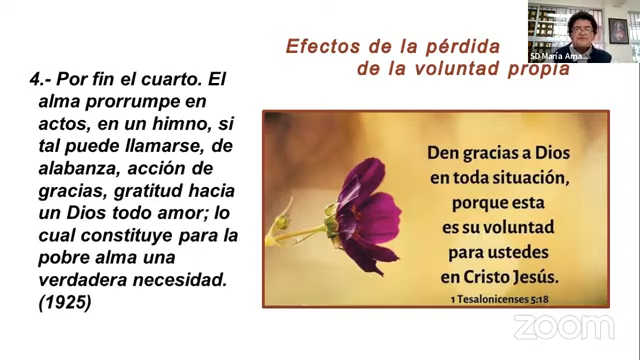 Efectos de la pérdida
de la voluntad propia
4.- Por fin el cuarto. El
alma prorrumpe en
actos, en un himno, si
tal puede llamarse, de
alabanza, acción de
gracias, gratitud hacia
un Dios todo amor; lo
cual constituye para la
pobre alma una
verdadera necesidad.
(1925)
Den gracias a Dios
en toda situación,
porque esta
es su voluntad
para ustedes
en Cristo Jesús.
1 Tesalonicenses 5:18
SD María
zoom